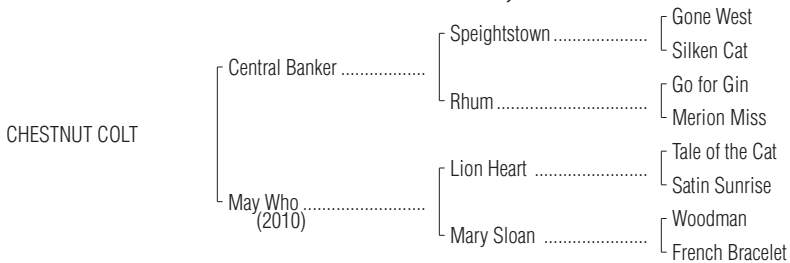 Gone West
Speightstown ....................
Silken Cat
Central Banker ..................
Go for Gin
Rhum ................................
Merion Miss
CHESTNUT COLT
Tale of the Cat
Lion Heart ........................
Satin Sunrise
May Who ..........................
(2010)
Woodman
Mary Sloan ......................
French Bracelet